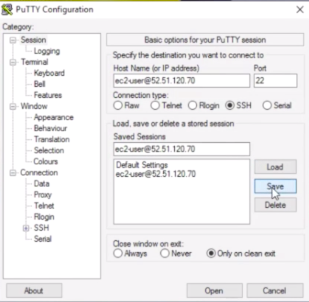 PuTTY Configuration
Category:
Session
Logging
Terminal
Keyboard
Bell
Features
Window
Appearance
Behaviour
Translation
Selection
Colours
Connection
Data
Proxy
Telnet
Rlogin
SSH
Serial
Basic options for your PuTTY session
Specify the destination you want to connect to
Host Name (or IP address) Port
ec2-user@52.51.120.70 22
Connection type:
Raw Telnet Rlogin SSH Serial
Load, save or delete a stored session
Saved Sessions
ec2-user@52.51.120.70
Default Settings
ec2-user@52.51.120.70
Load
Save
Delete
Close window on exit:
Always Never Only on clean exit
About Open Cancel